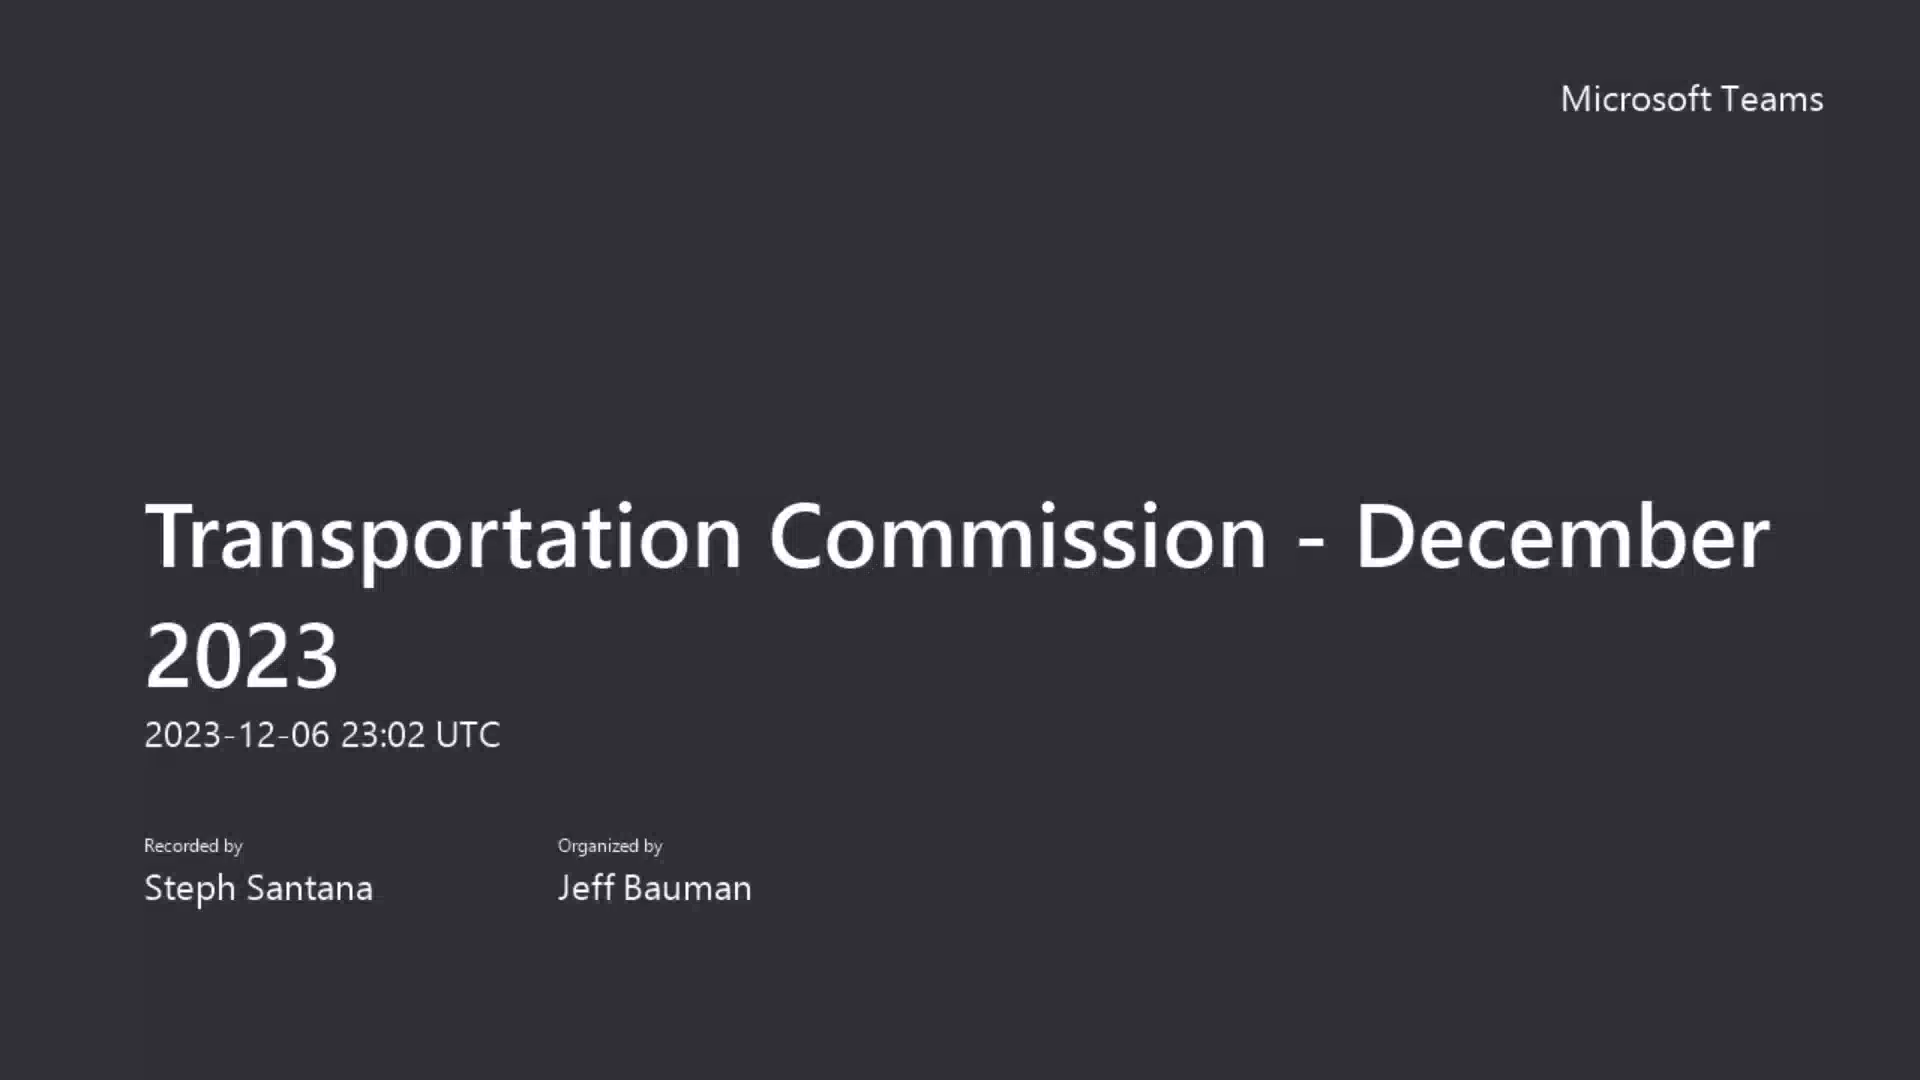 Microsoft Teams
Transportation Commission - December
2023
2023-12-06 23:02 UTC
Recorded by
Organized by
Steph Santana
Jeff Bauman